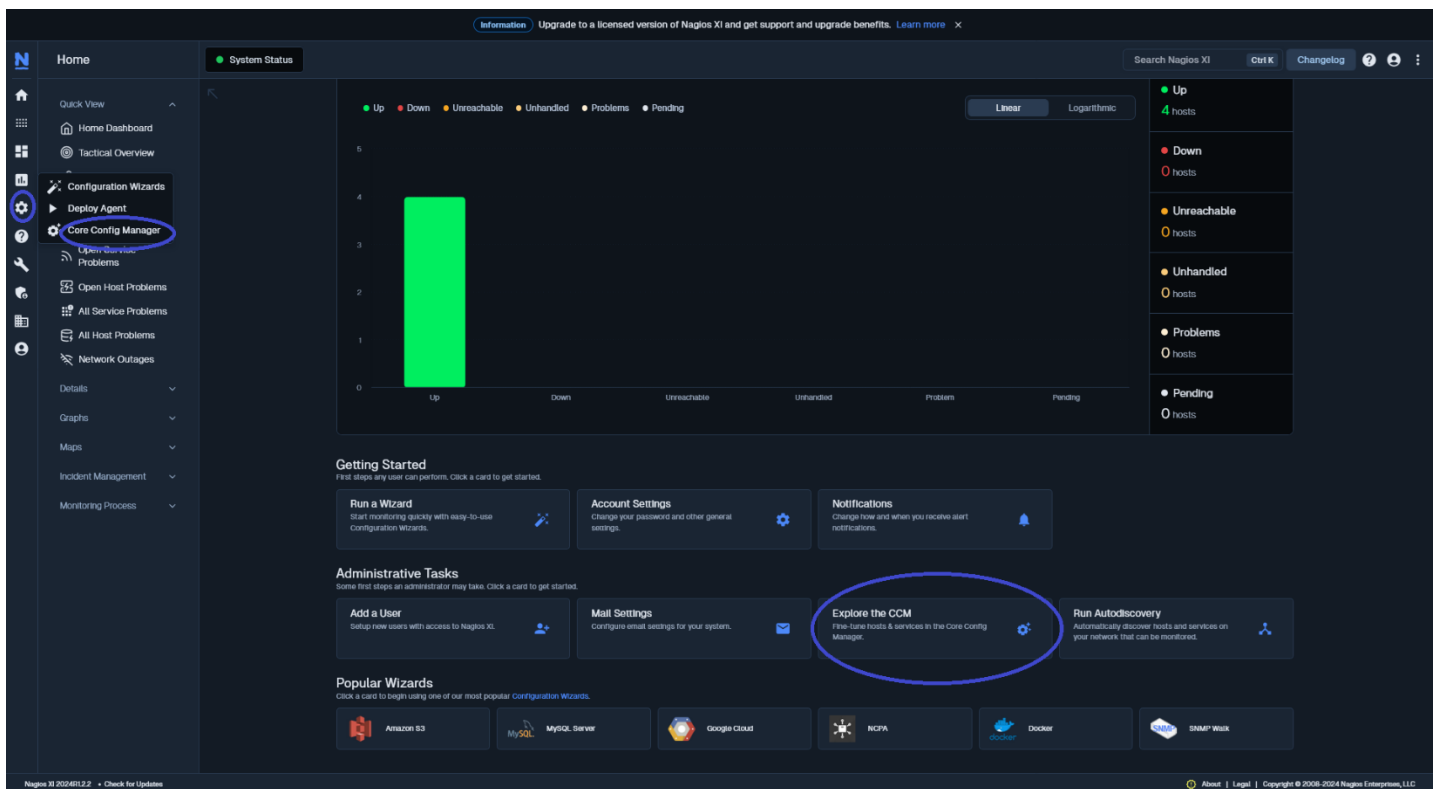 Information Upgrade to a licensed version of Nagios XI and get support and upgrade benefits. Learn more ×
N Home System Status Search Nagios XI Ctrl K Changelog
Quick View
Home Dashboard
Tactical Overview
Configuration Wizards
Deploy Agent
Core Config Manager
Open Service
Problems
Open Host Problems
All Service Problems
All Host Problems
Network Outages
Details
Graphs
Maps
Incident Management
Monitoring Process
Up Down Unreachable Unhandled Problems Pending
Linear Logarithmic
5
4
3
2
1
0
Up Down Unreachable Unhandled Problem Pending
Up
4 hosts
Down
0 hosts
Unreachable
0 hosts
Unhandled
0 hosts
Problems
0 hosts
Pending
0 hosts
Getting Started
First steps any user can perform. Click a card to get started.
Run a Wizard
Start monitoring quickly with easy-to-use
Configuration Wizards.
Account Settings
Change your password and other general
settings.
Notifications
Change how and when you receive alert
notifications.
Administrative Tasks
Some first steps an administrator may take. Click a card to get started.
Add a User
Setup new users with access to Nagios XI.
Mail Settings
Configure email settings for your system.
Explore the CCM
Fine-tune hosts & services in the Core Config
Manager.
Run Autodiscovery
Automatically discover hosts and services on
your network that can be monitored.
Popular Wizards
Click a card to begin using one of our most popular Configuration Wizards.
Amazon S3
MySQL MySQL Server
Google Cloud
NCPA
docker Docker
SNMP SNMP Walk
Nagios XI 2024R1.2.2 • Check for Updates
About | Legal | Copyright © 2008-2024 Nagios Enterprises, LLC